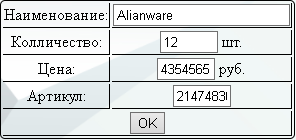 Наименование: Alianware
Колличество: 12 шт.
Цена: 4354565 руб.
Артикул: 2147483
OK